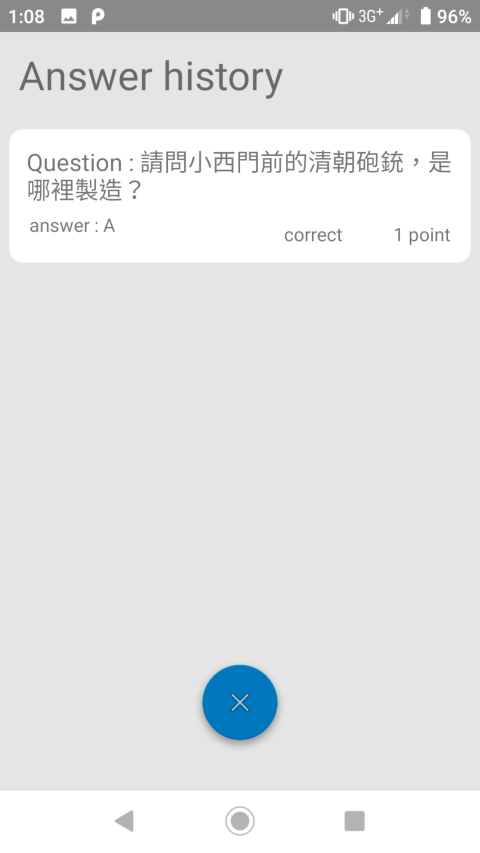 1:08 3G+ 96%
Answer history
Question : 請問小西門前的清朝砲銃，是
哪裡製造？
answer : A
correct 1 point